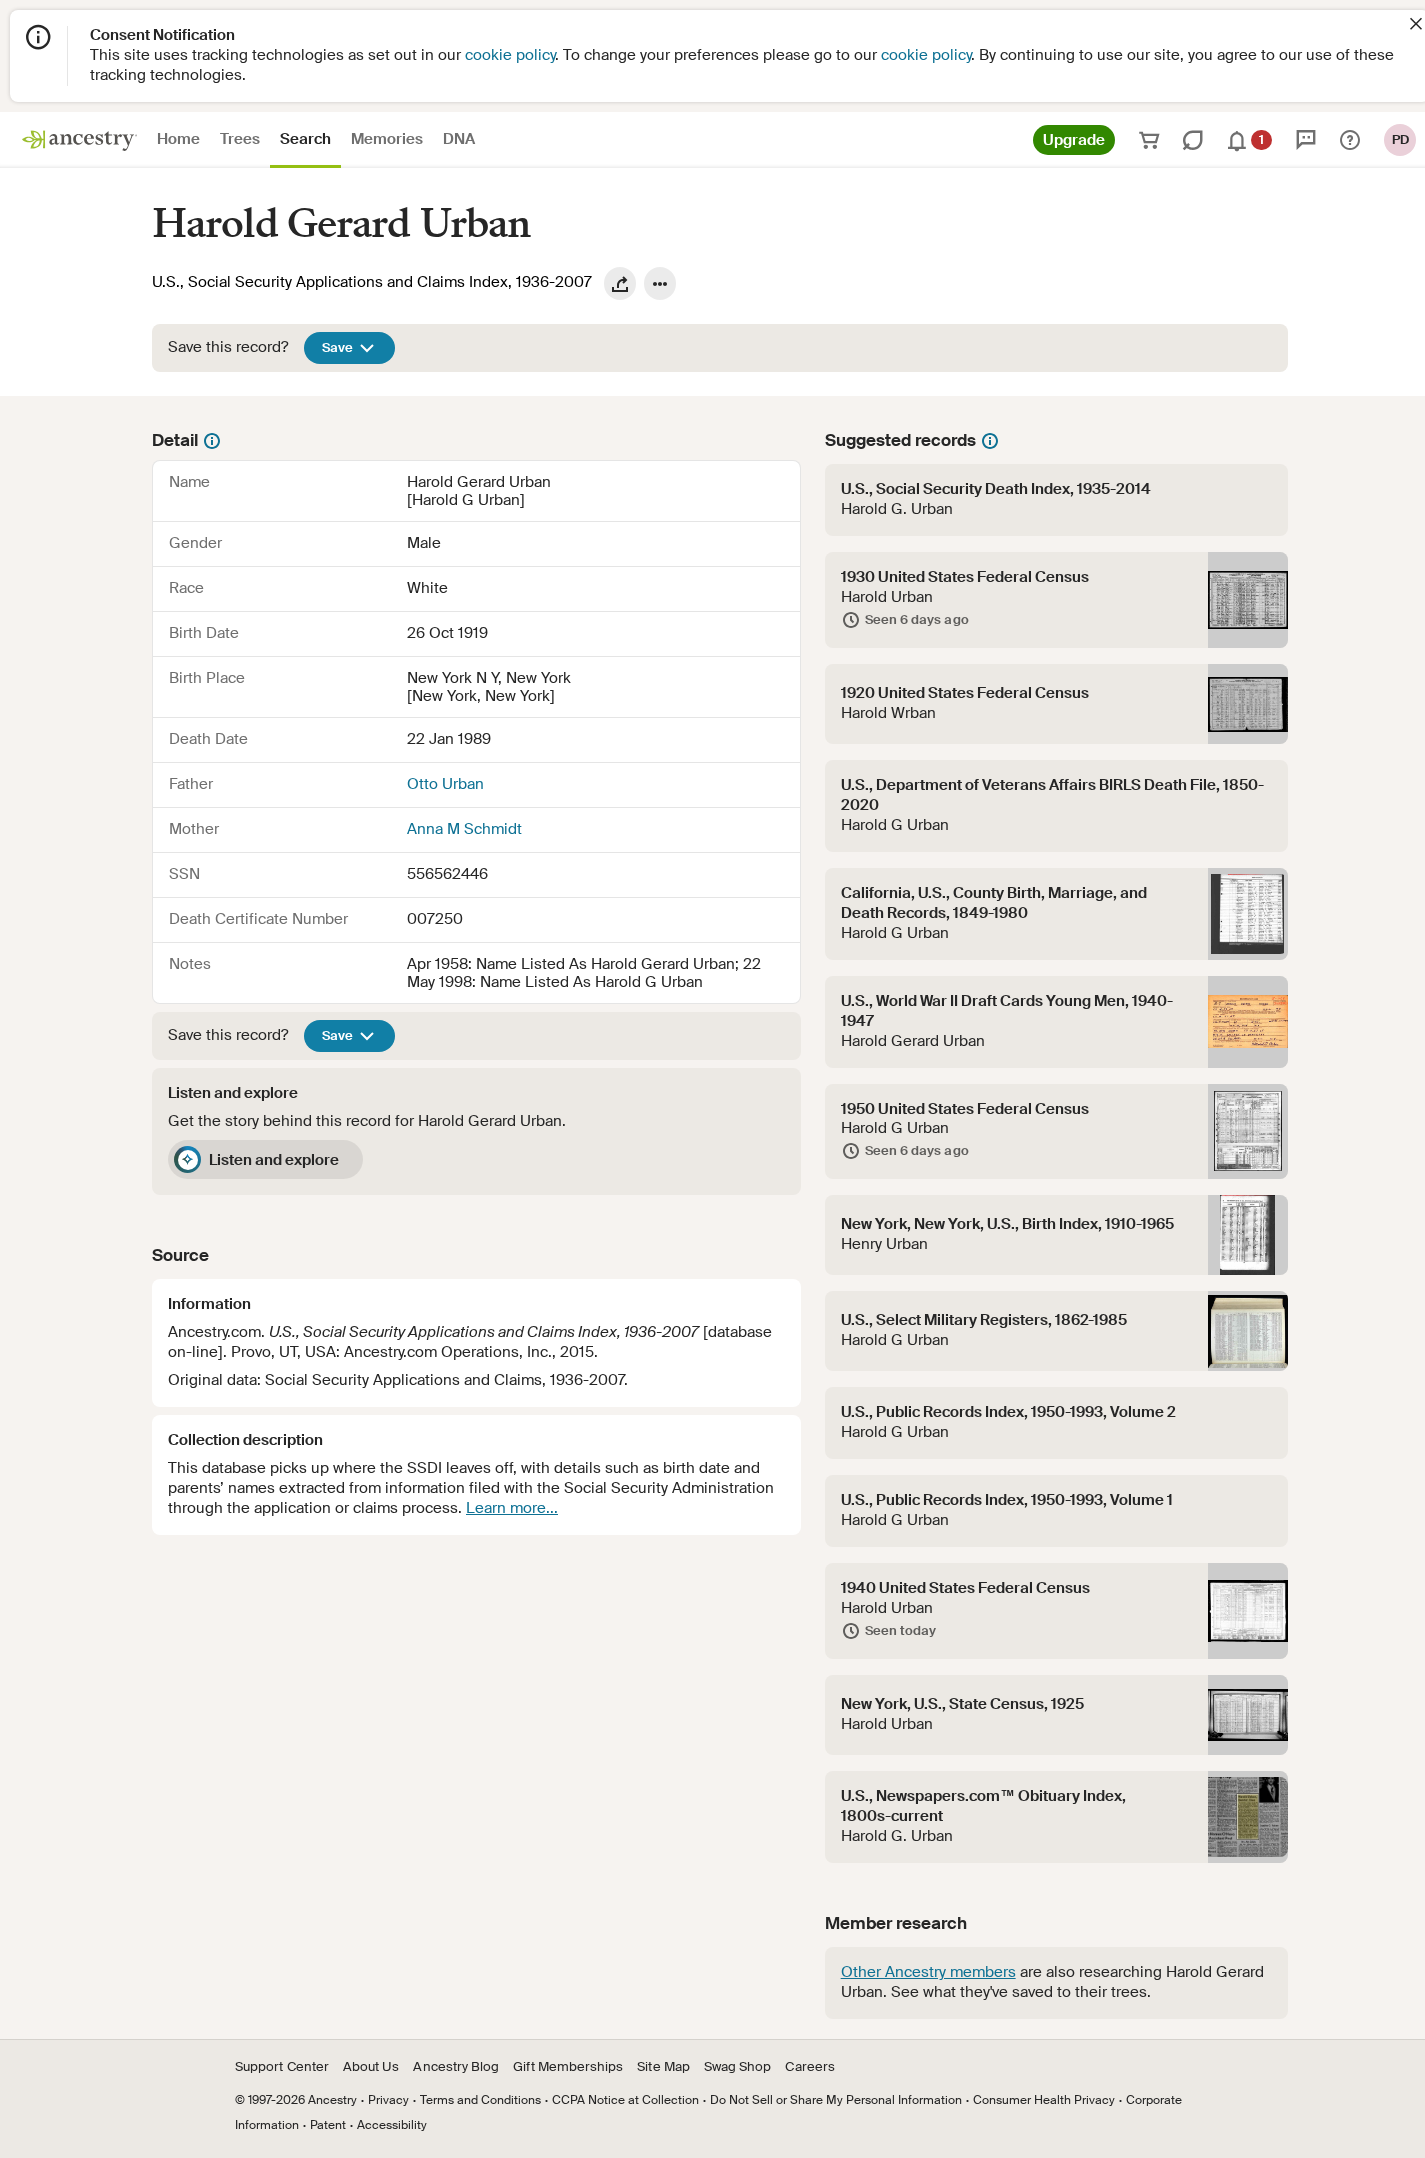 Consent Notification
This site uses tracking technologies as set out in our cookie policy. To change your preferences please go to our cookie policy. By continuing to use our site, you agree to our use of these
tracking technologies.
ancestry
Home
Trees
Search
Memories
DNA
Upgrade
1
PD
Harold Gerard Urban
U.S., Social Security Applications and Claims Index, 1936-2007
Save this record?
Save
Detail
Name
Harold Gerard Urban
[Harold G Urban]
Gender
Male
Race
White
Birth Date
26 Oct 1919
Birth Place
New York N Y, New York
[New York, New York]
Death Date
22 Jan 1989
Father
Otto Urban
Mother
Anna M Schmidt
SSN
556562446
Death Certificate Number
007250
Notes
Apr 1958: Name Listed As Harold Gerard Urban; 22
May 1998: Name Listed As Harold G Urban
Save this record?
Save
Listen and explore
Get the story behind this record for Harold Gerard Urban.
Listen and explore
Source
Information
Ancestry.com. U.S., Social Security Applications and Claims Index, 1936-2007 [database
on-line]. Provo, UT, USA: Ancestry.com Operations, Inc., 2015.
Original data: Social Security Applications and Claims, 1936-2007.
Collection description
This database picks up where the SSDI leaves off, with details such as birth date and
parents’ names extracted from information filed with the Social Security Administration
through the application or claims process. Learn more...
Suggested records
U.S., Social Security Death Index, 1935-2014
Harold G. Urban
1930 United States Federal Census
Harold Urban
Seen 6 days ago
1920 United States Federal Census
Harold Wrban
U.S., Department of Veterans Affairs BIRLS Death File, 1850-
2020
Harold G Urban
California, U.S., County Birth, Marriage, and
Death Records, 1849-1980
Harold G Urban
U.S., World War II Draft Cards Young Men, 1940-
1947
Harold Gerard Urban
1950 United States Federal Census
Harold G Urban
Seen 6 days ago
New York, New York, U.S., Birth Index, 1910-1965
Henry Urban
U.S., Select Military Registers, 1862-1985
Harold G Urban
U.S., Public Records Index, 1950-1993, Volume 2
Harold G Urban
U.S., Public Records Index, 1950-1993, Volume 1
Harold G Urban
1940 United States Federal Census
Harold Urban
Seen today
New York, U.S., State Census, 1925
Harold Urban
U.S., Newspapers.com™ Obituary Index,
1800s-current
Harold G. Urban
Member research
Other Ancestry members are also researching Harold Gerard
Urban. See what they've saved to their trees.
Support Center
About Us
Ancestry Blog
Gift Memberships
Site Map
Swag Shop
Careers
© 1997-2026 Ancestry · Privacy · Terms and Conditions · CCPA Notice at Collection · Do Not Sell or Share My Personal Information · Consumer Health Privacy · Corporate
Information · Patent · Accessibility